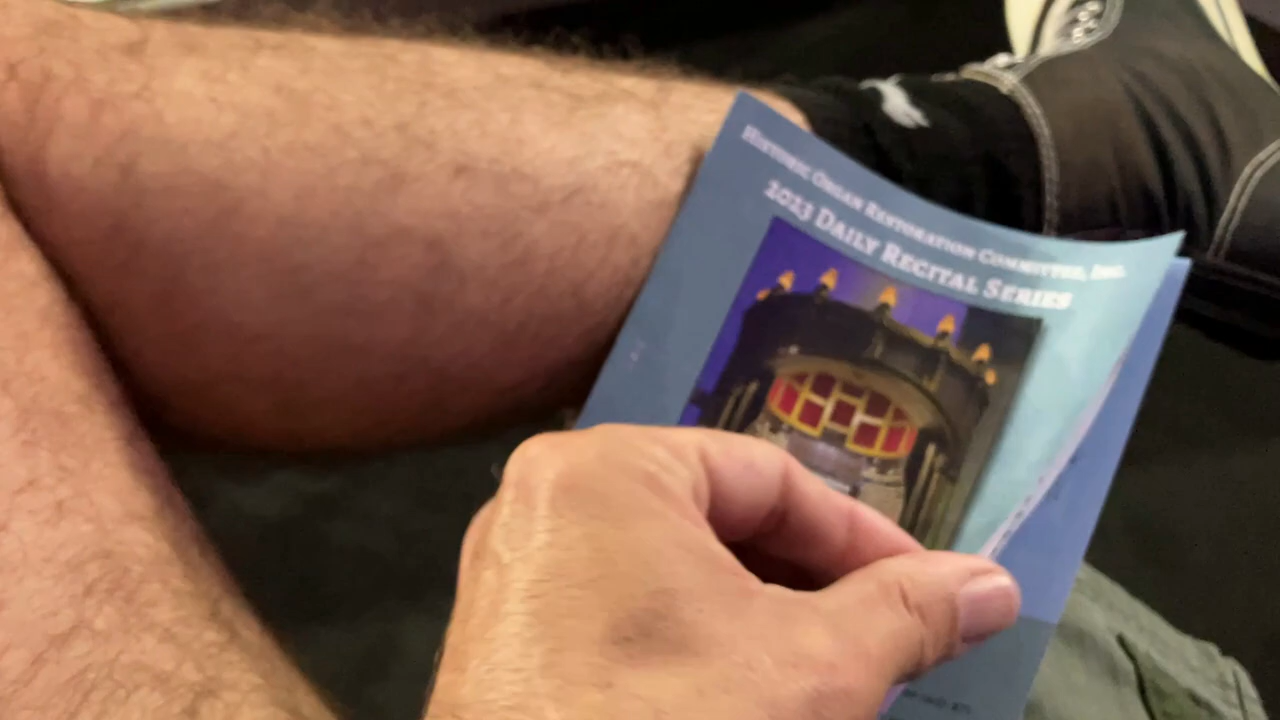 HISTORIC ORGAN RESTORATION COMMITTEE, INC.
2023 DAILY RECITAL SERIES